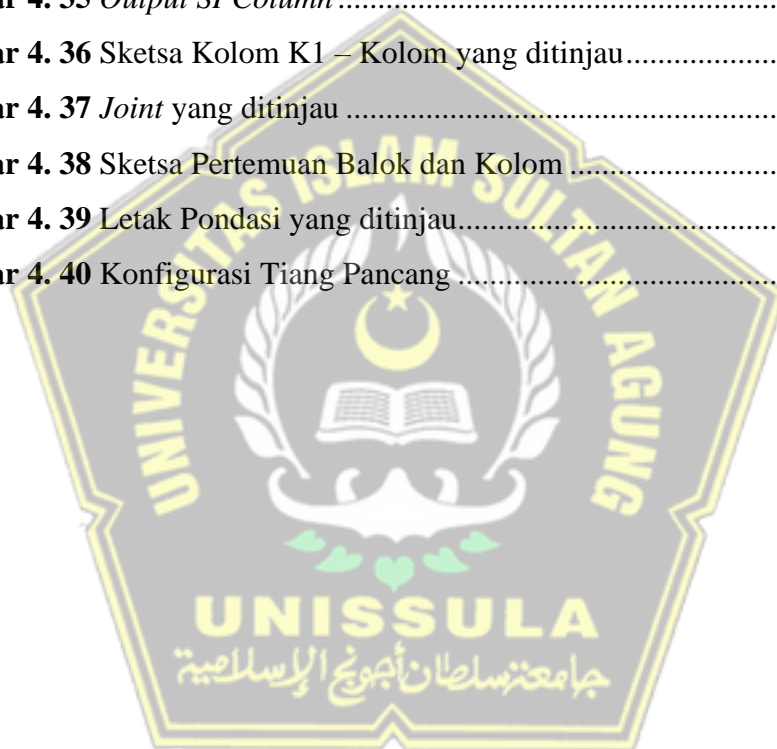 ar 4. 35 Output SP Column
ar 4. 36 Sketsa Kolom K1 – Kolom yang ditinjau
ar 4. 37 Joint yang ditinjau
ar 4. 38 Sketsa Pertemuan Balok dan Kolom
ar 4. 39 Letak Pondasi yang ditinjau
ar 4. 40 Konfigurasi Tiang Pancang
UNIVERSITAS ISLAM SULTAN AGUNG
UNISSULA
جامعتنسلطان أجونج الإسلامية